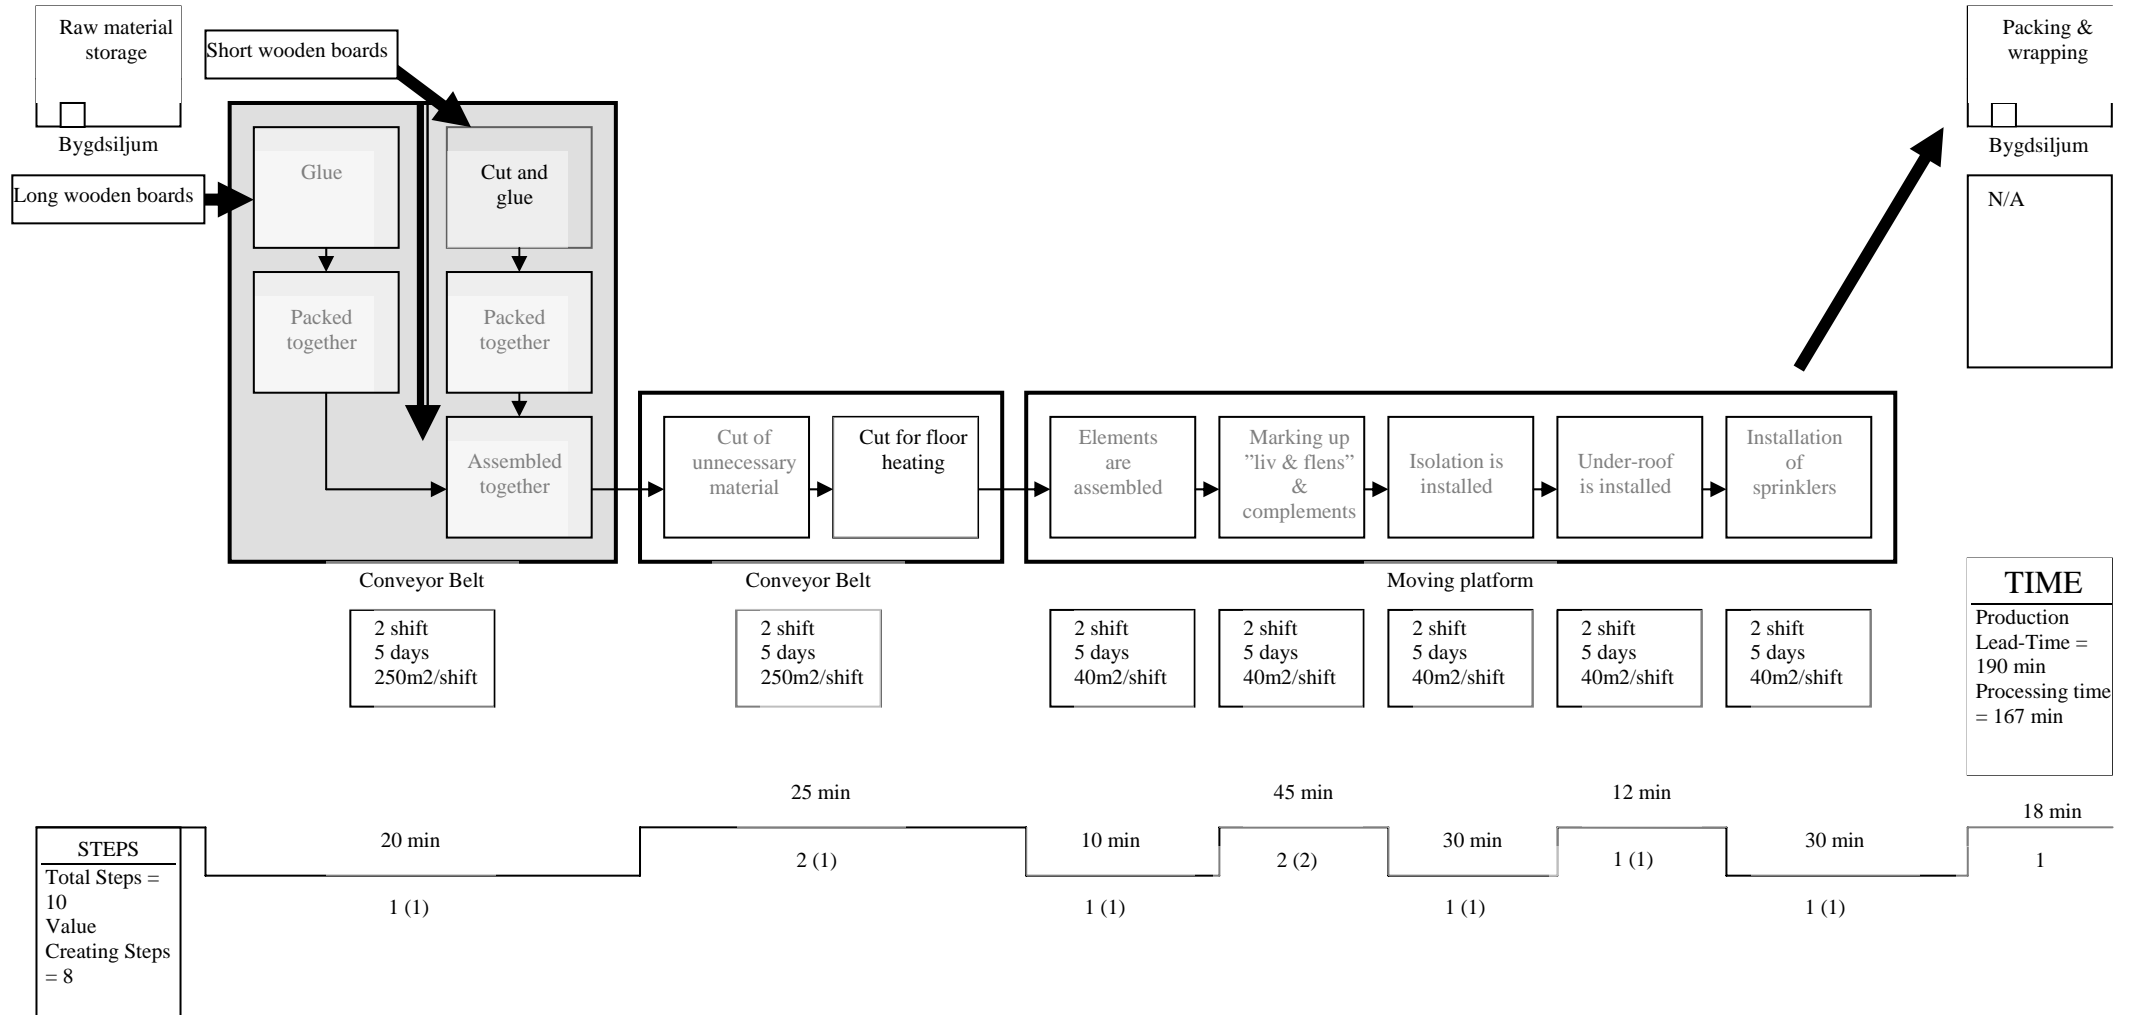 Raw material
storage
Bygdsiljum
Short wooden boards
Long wooden boards
Glue
Cut and
glue
Packed
together
Packed
together
Assembled
together
Conveyor Belt
Cut of
unnecessary
material
Cut for floor
heating
Conveyor Belt
Elements
are
assembled
Marking up
”liv & flens”
&
complements
Isolation is
installed
Under-roof
is installed
Installation
of
sprinklers
Moving platform
Packing &
wrapping
Bygdsiljum
N/A
2 shift
5 days
250m2/shift
2 shift
5 days
250m2/shift
2 shift
5 days
40m2/shift
2 shift
5 days
40m2/shift
2 shift
5 days
40m2/shift
2 shift
5 days
40m2/shift
2 shift
5 days
40m2/shift
TIME
Production
Lead-Time =
190 min
Processing time
= 167 min
STEPS
Total Steps =
10
Value
Creating Steps
= 8
20 min
1 (1)
25 min
2 (1)
10 min
1 (1)
45 min
2 (2)
30 min
1 (1)
12 min
1 (1)
30 min
1 (1)
18 min
1